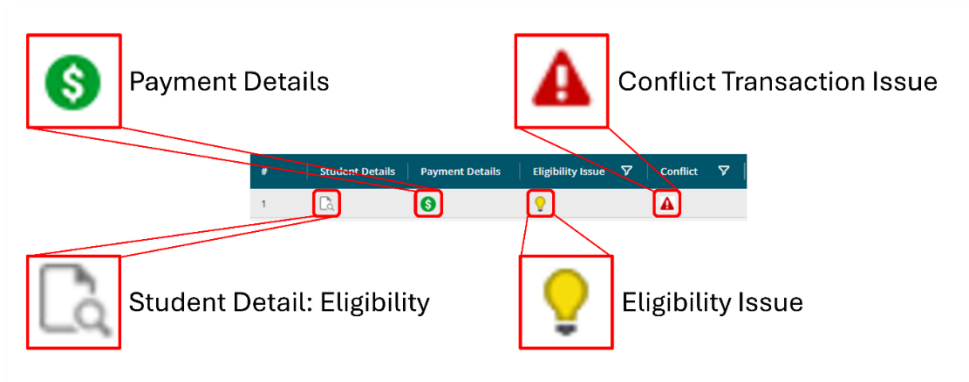 Payment Details
Conflict Transaction Issue
# Student Details Payment Details Eligibility Issue Conflict
1
Student Detail: Eligibility
Eligibility Issue